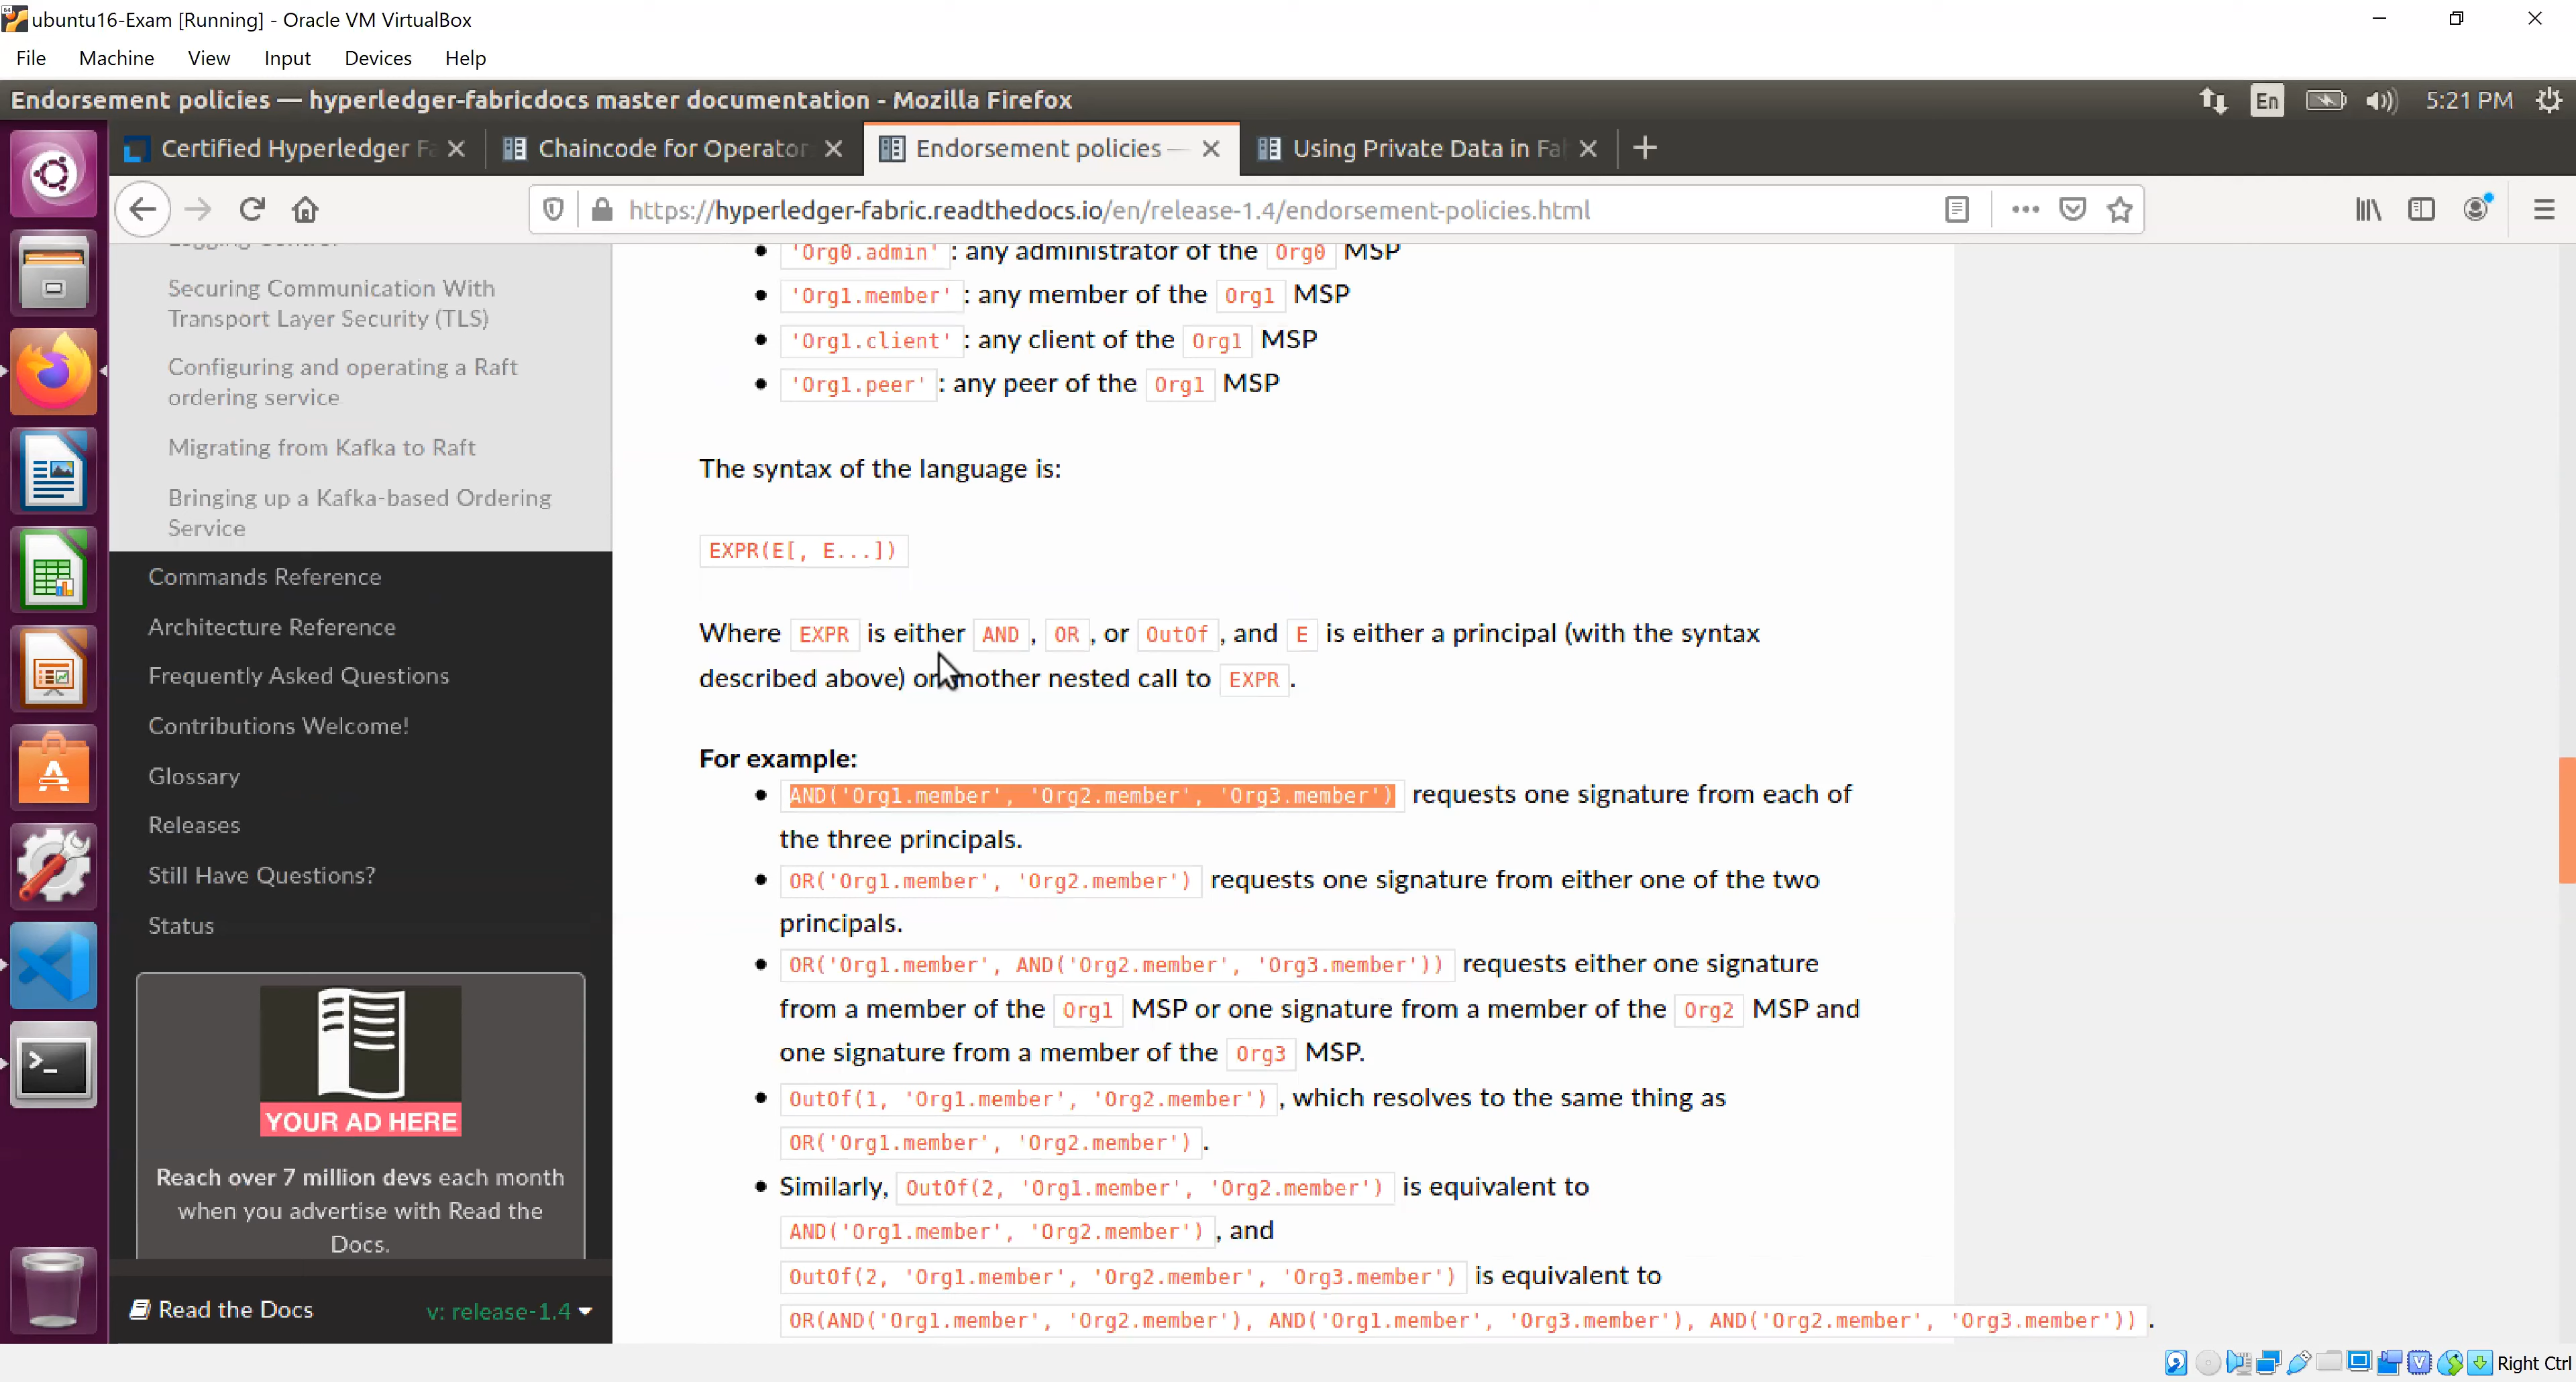 ubuntu16-Exam [Running] - Oracle VM VirtualBox
File Machine View Input Devices Help
Endorsement policies — hyperledger-fabricdocs master documentation - Mozilla Firefox
En 5:21 PM
Certified Hyperledger Fa
Chaincode for Operator
Endorsement policies —
Using Private Data in Fa
https://hyperledger-fabric.readthedocs.io/en/release-1.4/endorsement-policies.html
Logging Control
Securing Communication With
Transport Layer Security (TLS)
Configuring and operating a Raft
ordering service
Migrating from Kafka to Raft
Bringing up a Kafka-based Ordering
Service
Commands Reference
Architecture Reference
Frequently Asked Questions
Contributions Welcome!
Glossary
Releases
Still Have Questions?
Status
YOUR AD HERE
Reach over 7 million devs each month
when you advertise with Read the
Docs.
Read the Docs v: release-1.4
'Org0.admin' : any administrator of the Org0 MSP
'Org1.member' : any member of the Org1 MSP
'Org1.client' : any client of the Org1 MSP
'Org1.peer' : any peer of the Org1 MSP
The syntax of the language is:
EXPR(E[, E...])
Where EXPR is either AND , OR , or OutOf , and E is either a principal (with the syntax
described above) or another nested call to EXPR .
For example:
AND('Org1.member', 'Org2.member', 'Org3.member') requests one signature from each of
the three principals.
OR('Org1.member', 'Org2.member') requests one signature from either one of the two
principals.
OR('Org1.member', AND('Org2.member', 'Org3.member')) requests either one signature
from a member of the Org1 MSP or one signature from a member of the Org2 MSP and
one signature from a member of the Org3 MSP.
OutOf(1, 'Org1.member', 'Org2.member') , which resolves to the same thing as
OR('Org1.member', 'Org2.member') .
Similarly, OutOf(2, 'Org1.member', 'Org2.member') is equivalent to
AND('Org1.member', 'Org2.member') , and
OutOf(2, 'Org1.member', 'Org2.member', 'Org3.member') is equivalent to
OR(AND('Org1.member', 'Org2.member'), AND('Org1.member', 'Org3.member'), AND('Org2.member', 'Org3.member')) .
Right Ctrl